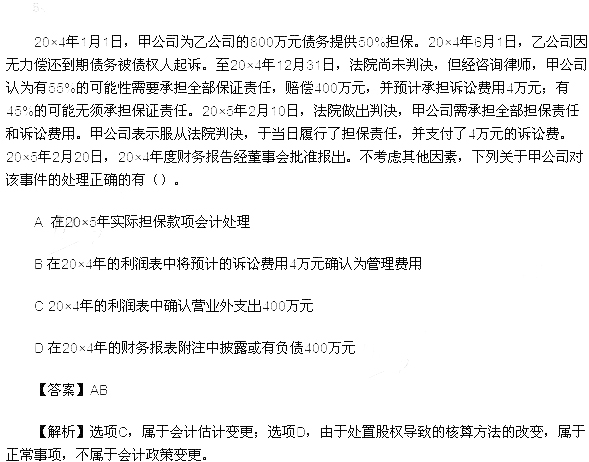 20×4年1月1日，甲公司为乙公司的800万元债务提供50%担保。20×4年6月1日，乙公司因
无力偿还到期债务被债权人起诉。至20×4年12月31日，法院尚未判决，但经咨询律师，甲公司
认为有55%的可能性需要承担全部保证责任，赔偿400万元，并预计承担诉讼费用4万元；有
45%的可能无须承担保证责任。20×5年2月10日，法院做出判决，甲公司需承担全部担保责任
和诉讼费用。甲公司表示服从法院判决，于当日履行了担保责任，并支付了4万元的诉讼费。
20×5年2月20日，20×4年度财务报告经董事会批准报出。不考虑其他因素，下列关于甲公司对
该事件的处理正确的有（）。
A 在20×5年实际担保款项会计处理
B 在20×4年的利润表中将预计的诉讼费用4万元确认为管理费用
C 20×4年的利润表中确认营业外支出400万元
D 在20×4年的财务报表附注中披露或有负债400万元
【答案】AB
【解析】选项C，属于会计估计变更；选项D，由于处置股权导致的核算方法的改变，属于
正常事项，不属于会计政策变更。